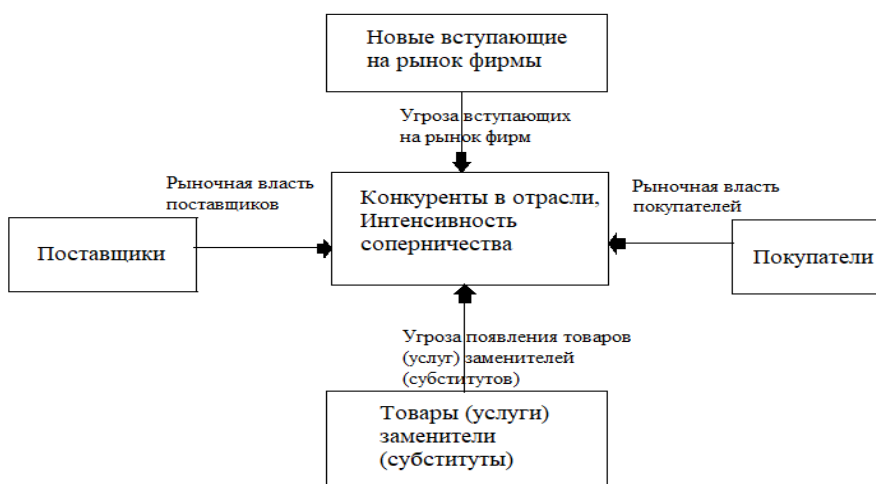 Новые вступающие
на рынок фирмы
Угроза вступающих
на рынок фирм
Рыночная власть
поставщиков
Конкуренты в отрасли,
Интенсивность
соперничества
Рыночная власть
покупателей
Поставщики
Покупатели
Угроза появления товаров
(услуг) заменителей
(субститутов)
Товары (услуги)
заменители
(субституты)